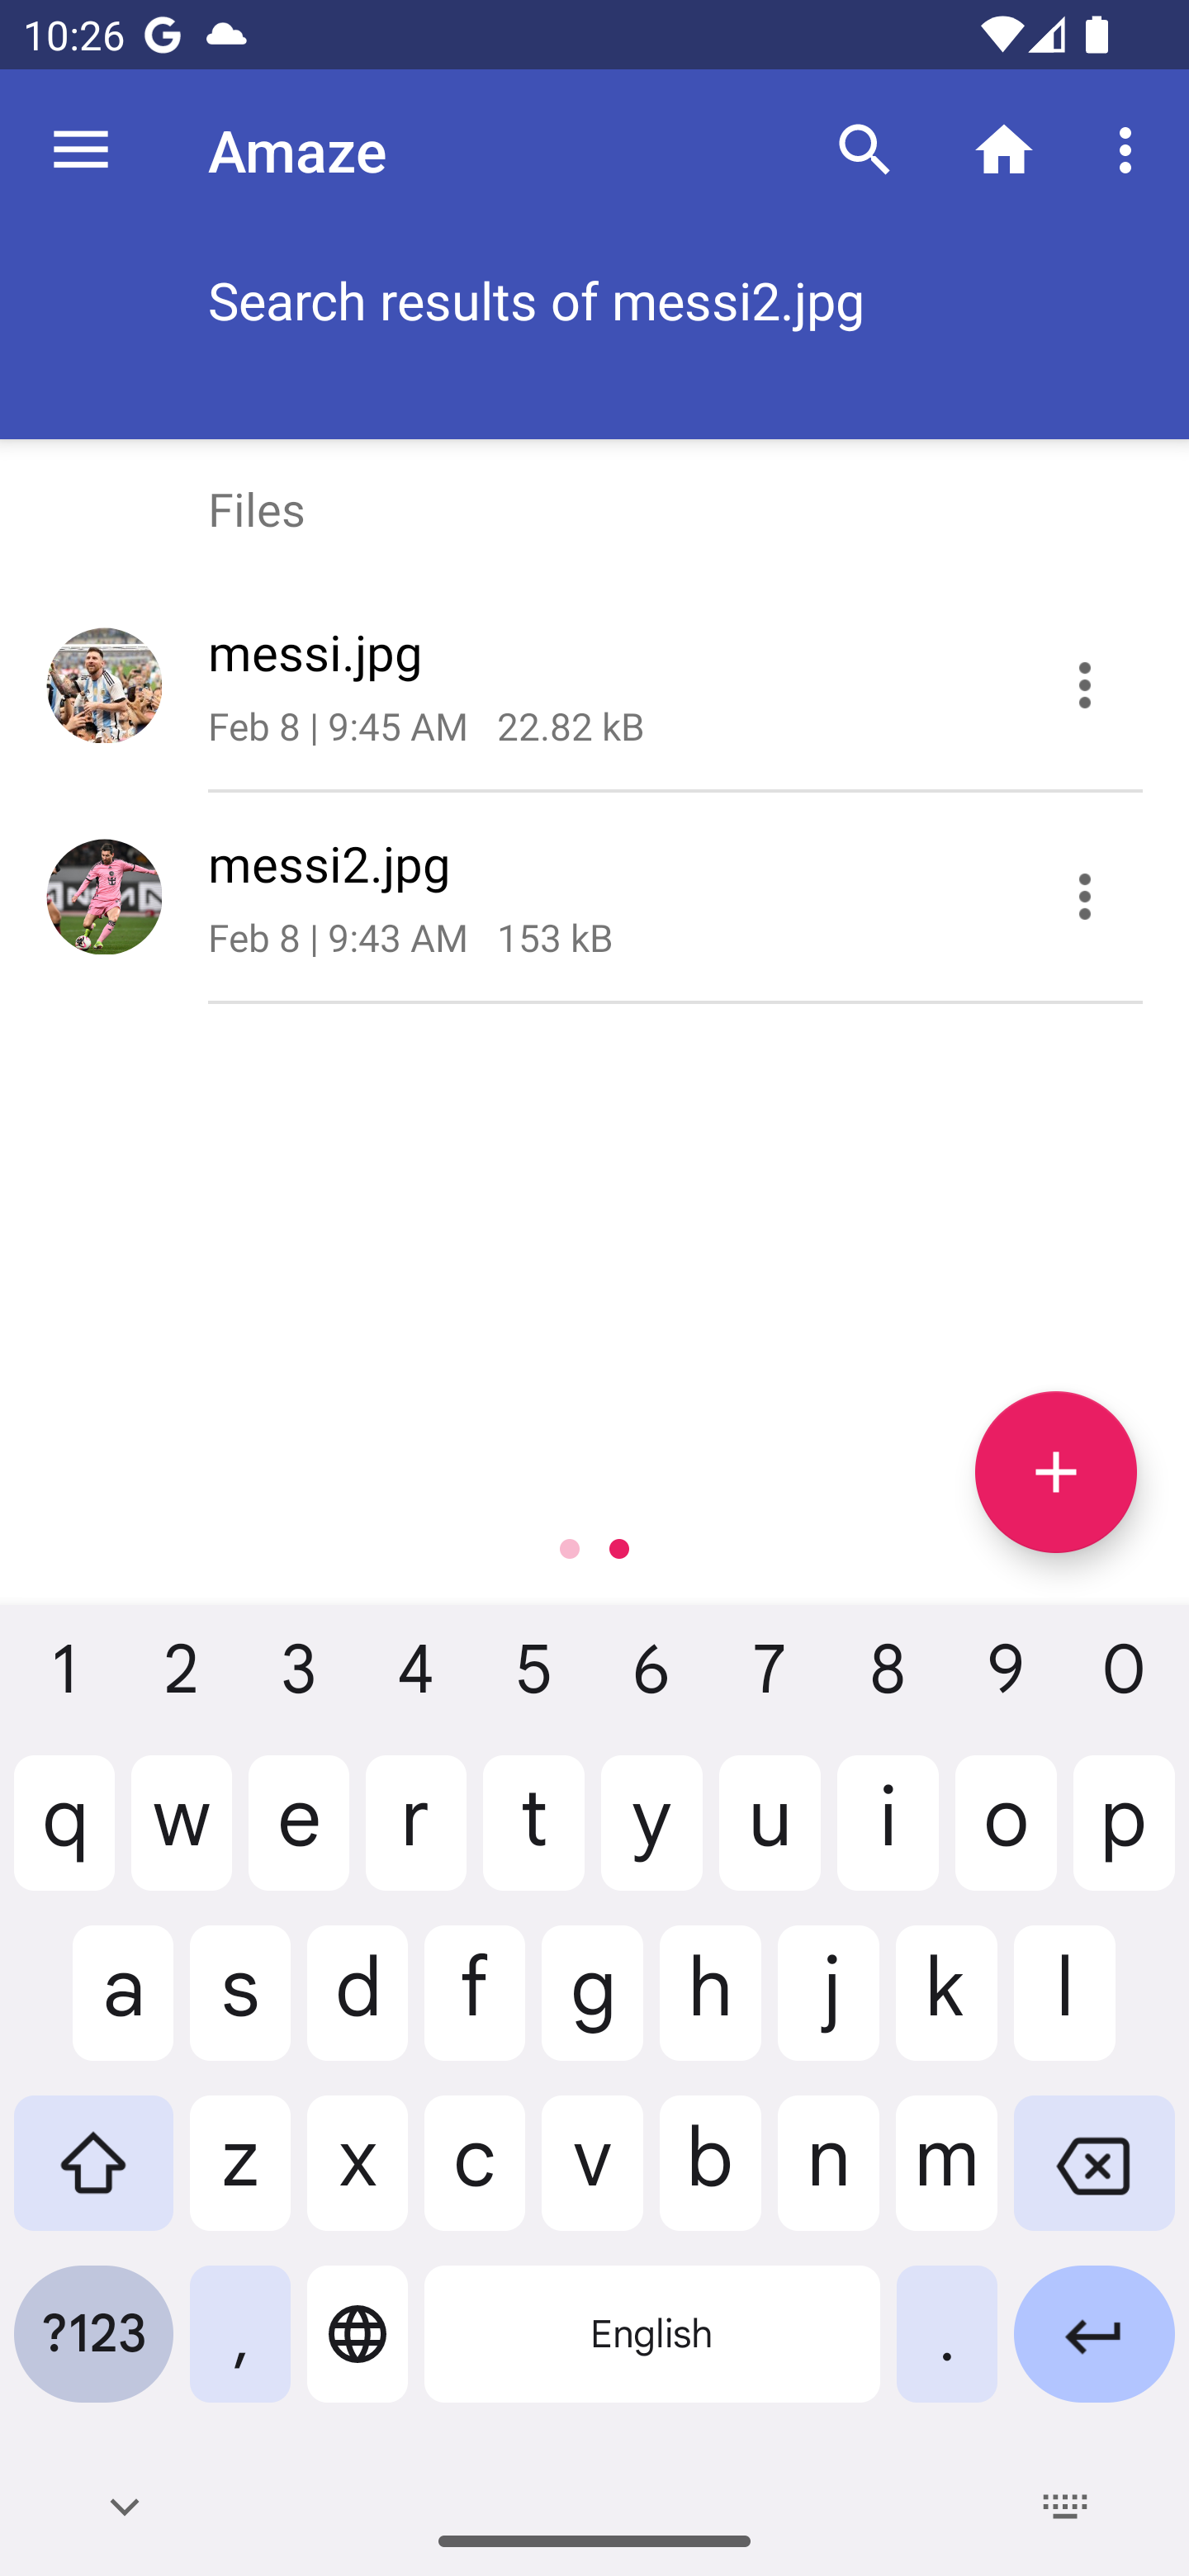 10:26
Amaze
Search results of messi2.jpg
Files
messi.jpg
Feb 8 | 9:45 AM 22.82 kB
messi2.jpg
Feb 8 | 9:43 AM 153 kB
1 2 3 4 5 6 7 8 9 0
q w e r t y u i o p
a s d f g h j k l
z x c v b n m
?123 , English .